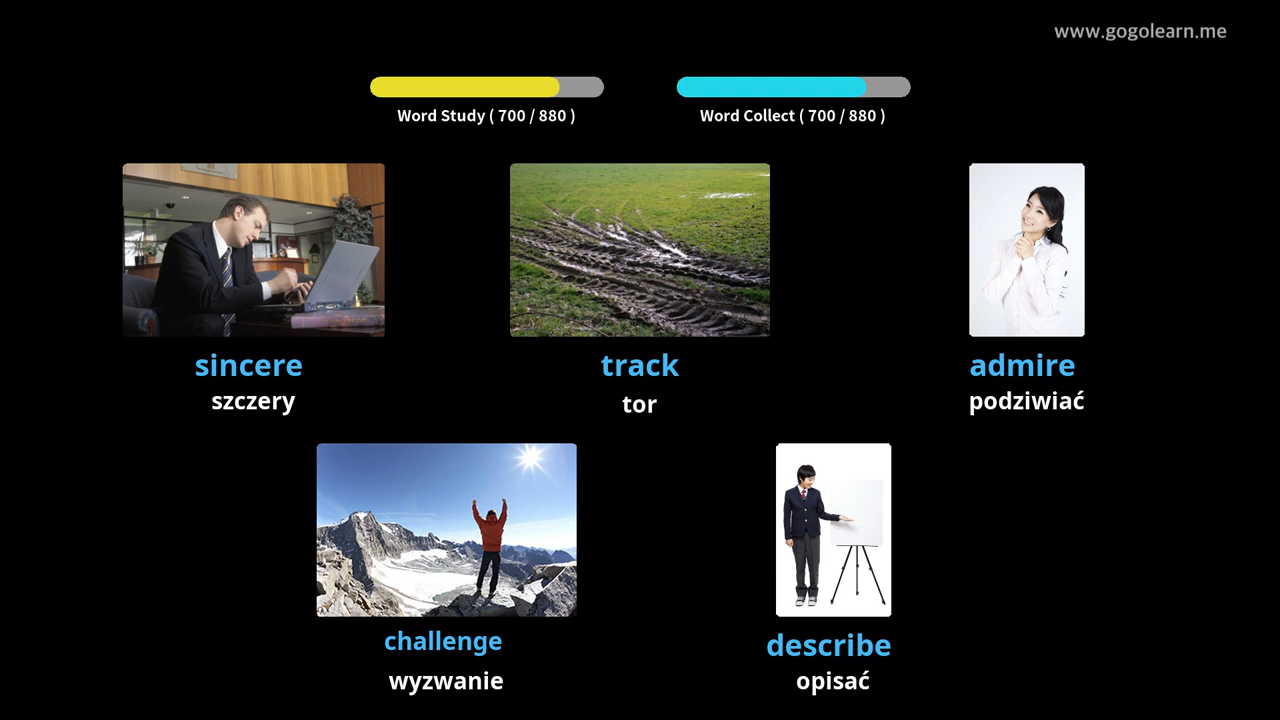 www.gogolearn.me
Word Study ( 700 / 880 )
Word Collect ( 700 / 880 )
sincere
szczery
track
tor
admire
podziwiać
challenge
wyzwanie
describe
opisać